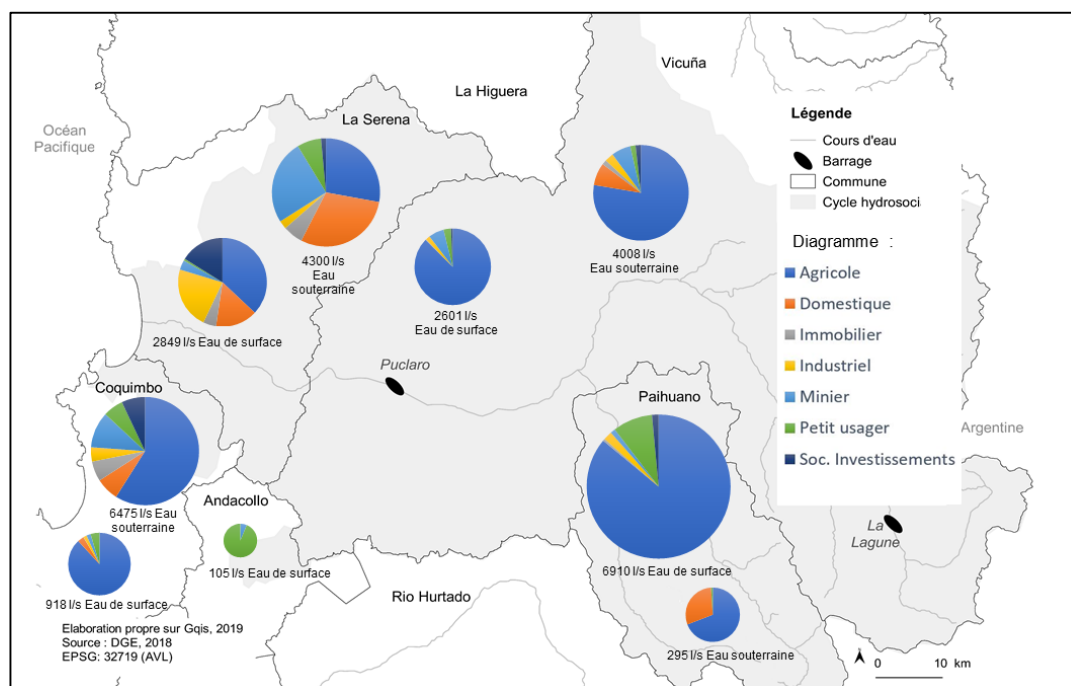 Vicuña
La Higuera
La Serena
Océan
Pacifique
4300 l/s
Eau
souterraine
4008 l/s
Eau souterraine
2601 l/s
Eau de surface
2849 l/s Eau de surface
Puclaro
Coquimbo
6475 l/s Eau
souterraine
Andacollo
105 l/s Eau de surface
918 l/s Eau de surface
Paihuano
6910 l/s Eau de surface
295 l/s Eau souterraine
Rio Hurtado
La
Lagune
Argentine
Légende
Cours d'eau
Barrage
Commune
Cycle hydrosoci
Diagramme :
Agricole
Domestique
Immobilier
Industriel
Minier
Petit usager
Soc. Investissements
Elaboration propre sur Gqis, 2019
Source : DGE, 2018
EPSG: 32719 (AVL)
0 10 km